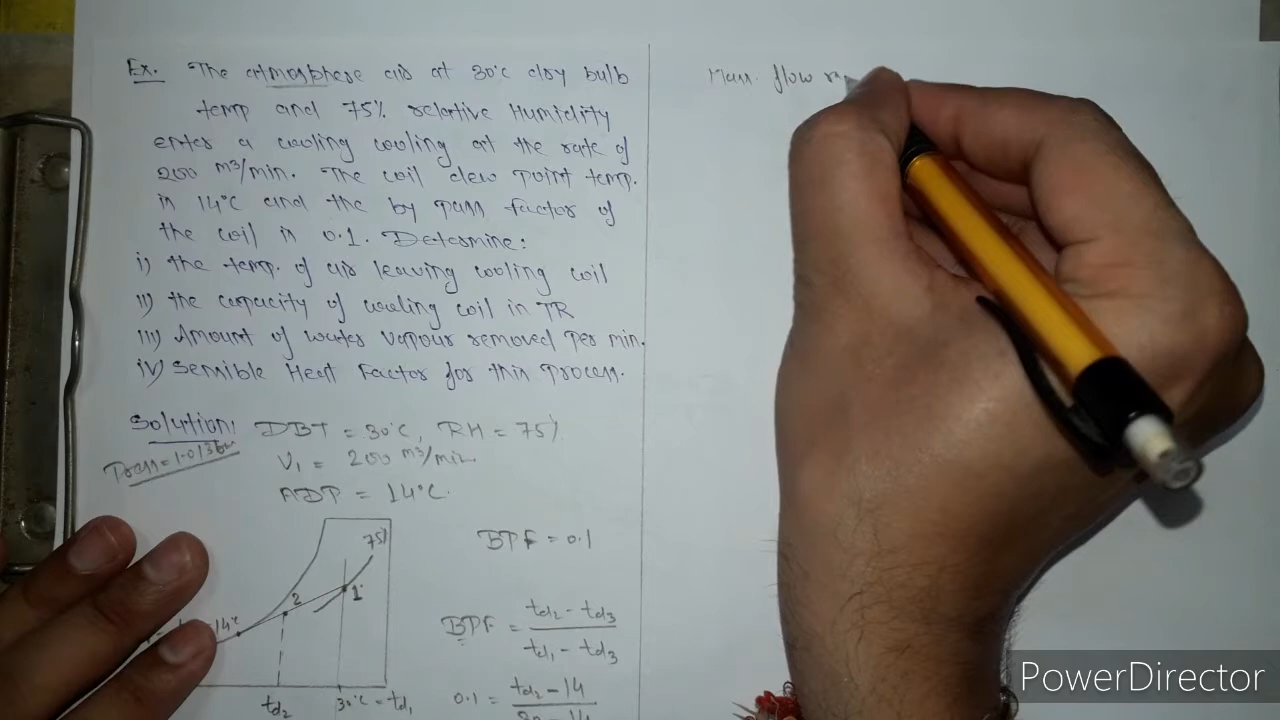 Ex. The atmosphere air at 30°C dry bulb
temp and 75% relative Humidity
enter a cooling cooling at the rate of
200 m³/min. The coil dew point temp.
is 14°C and the by pass factor of
the coil is 0.1. Determine:
i) the temp. of air leaving cooling coil
ii) the capacity of cooling coil in TR
iii) Amount of water vapour removed per min.
iv) Sensible Heat Factor for this process.
Solution: DBT = 30°C, RH = 75%
Press = 1.013 bar
V₁ = 200 m³/min.
ADP = 14°C.
75%
1
2
14°C
td₂
30°C = td₁
BPF = 0.1
BPF = td₂ - td₃ / td₁ - td₃
0.1 = td₂ - 14 / 30 - 14
Mass flow
PowerDirector